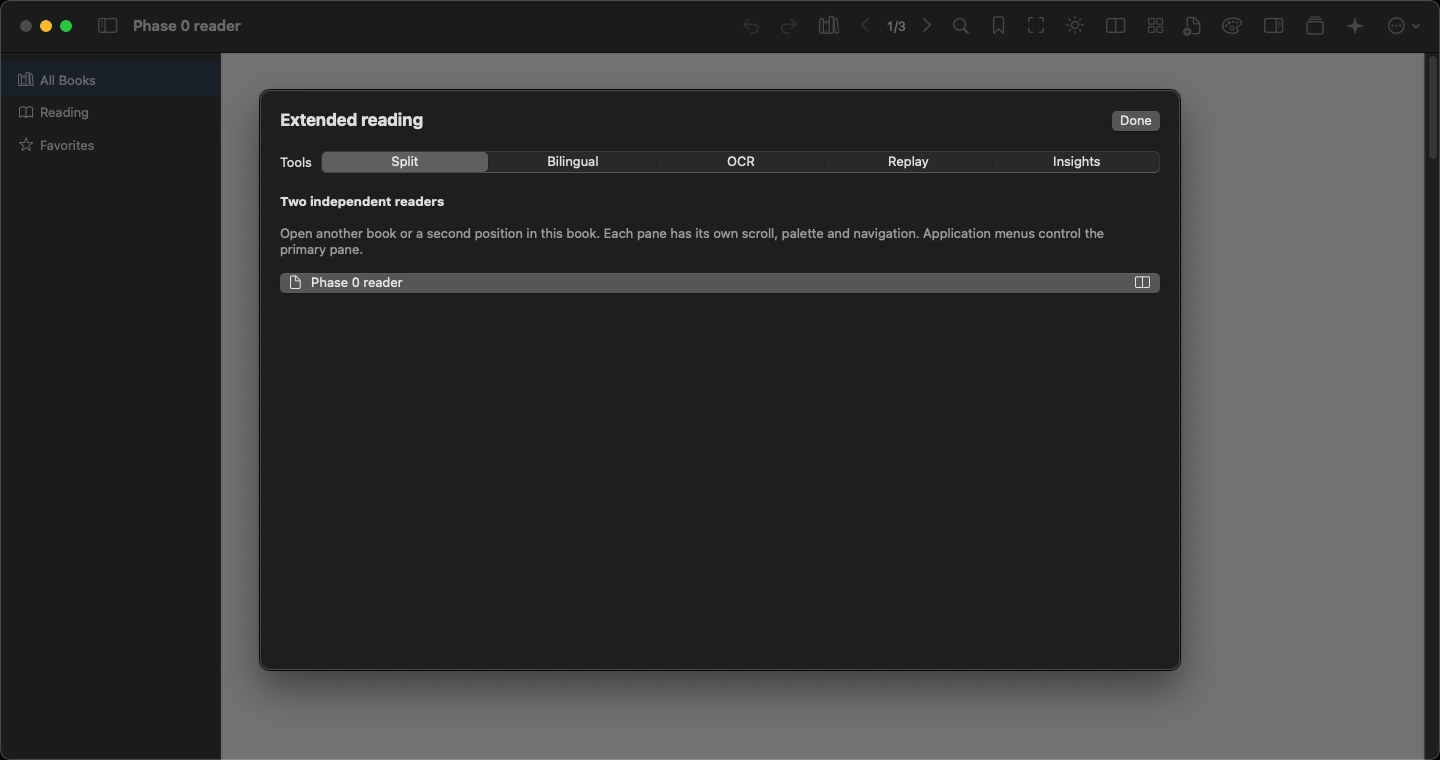 Phase 0 reader
1/3
All Books
Reading
Favorites
Extended reading
Done
Tools
Split
Bilingual
OCR
Replay
Insights
Two independent readers
Open another book or a second position in this book. Each pane has its own scroll, palette and navigation. Application menus control the
primary pane.
Phase 0 reader